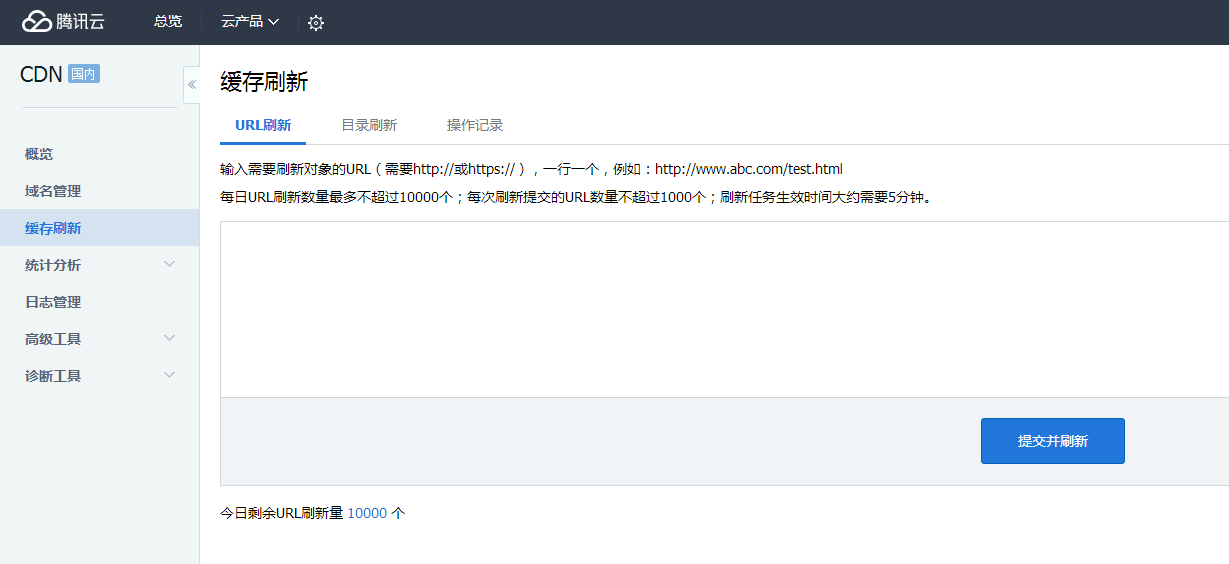 腾讯云 总览 云产品
CDN 国内
概览
域名管理
缓存刷新
统计分析
日志管理
高级工具
诊断工具
缓存刷新
URL刷新 目录刷新 操作记录
输入需要刷新对象的URL（需要http://或https://），一行一个，例如：http://www.abc.com/test.html
每日URL刷新数量最多不超过10000个；每次刷新提交的URL数量不超过1000个；刷新任务生效时间大约需要5分钟。
提交并刷新
今日剩余URL刷新量 10000 个